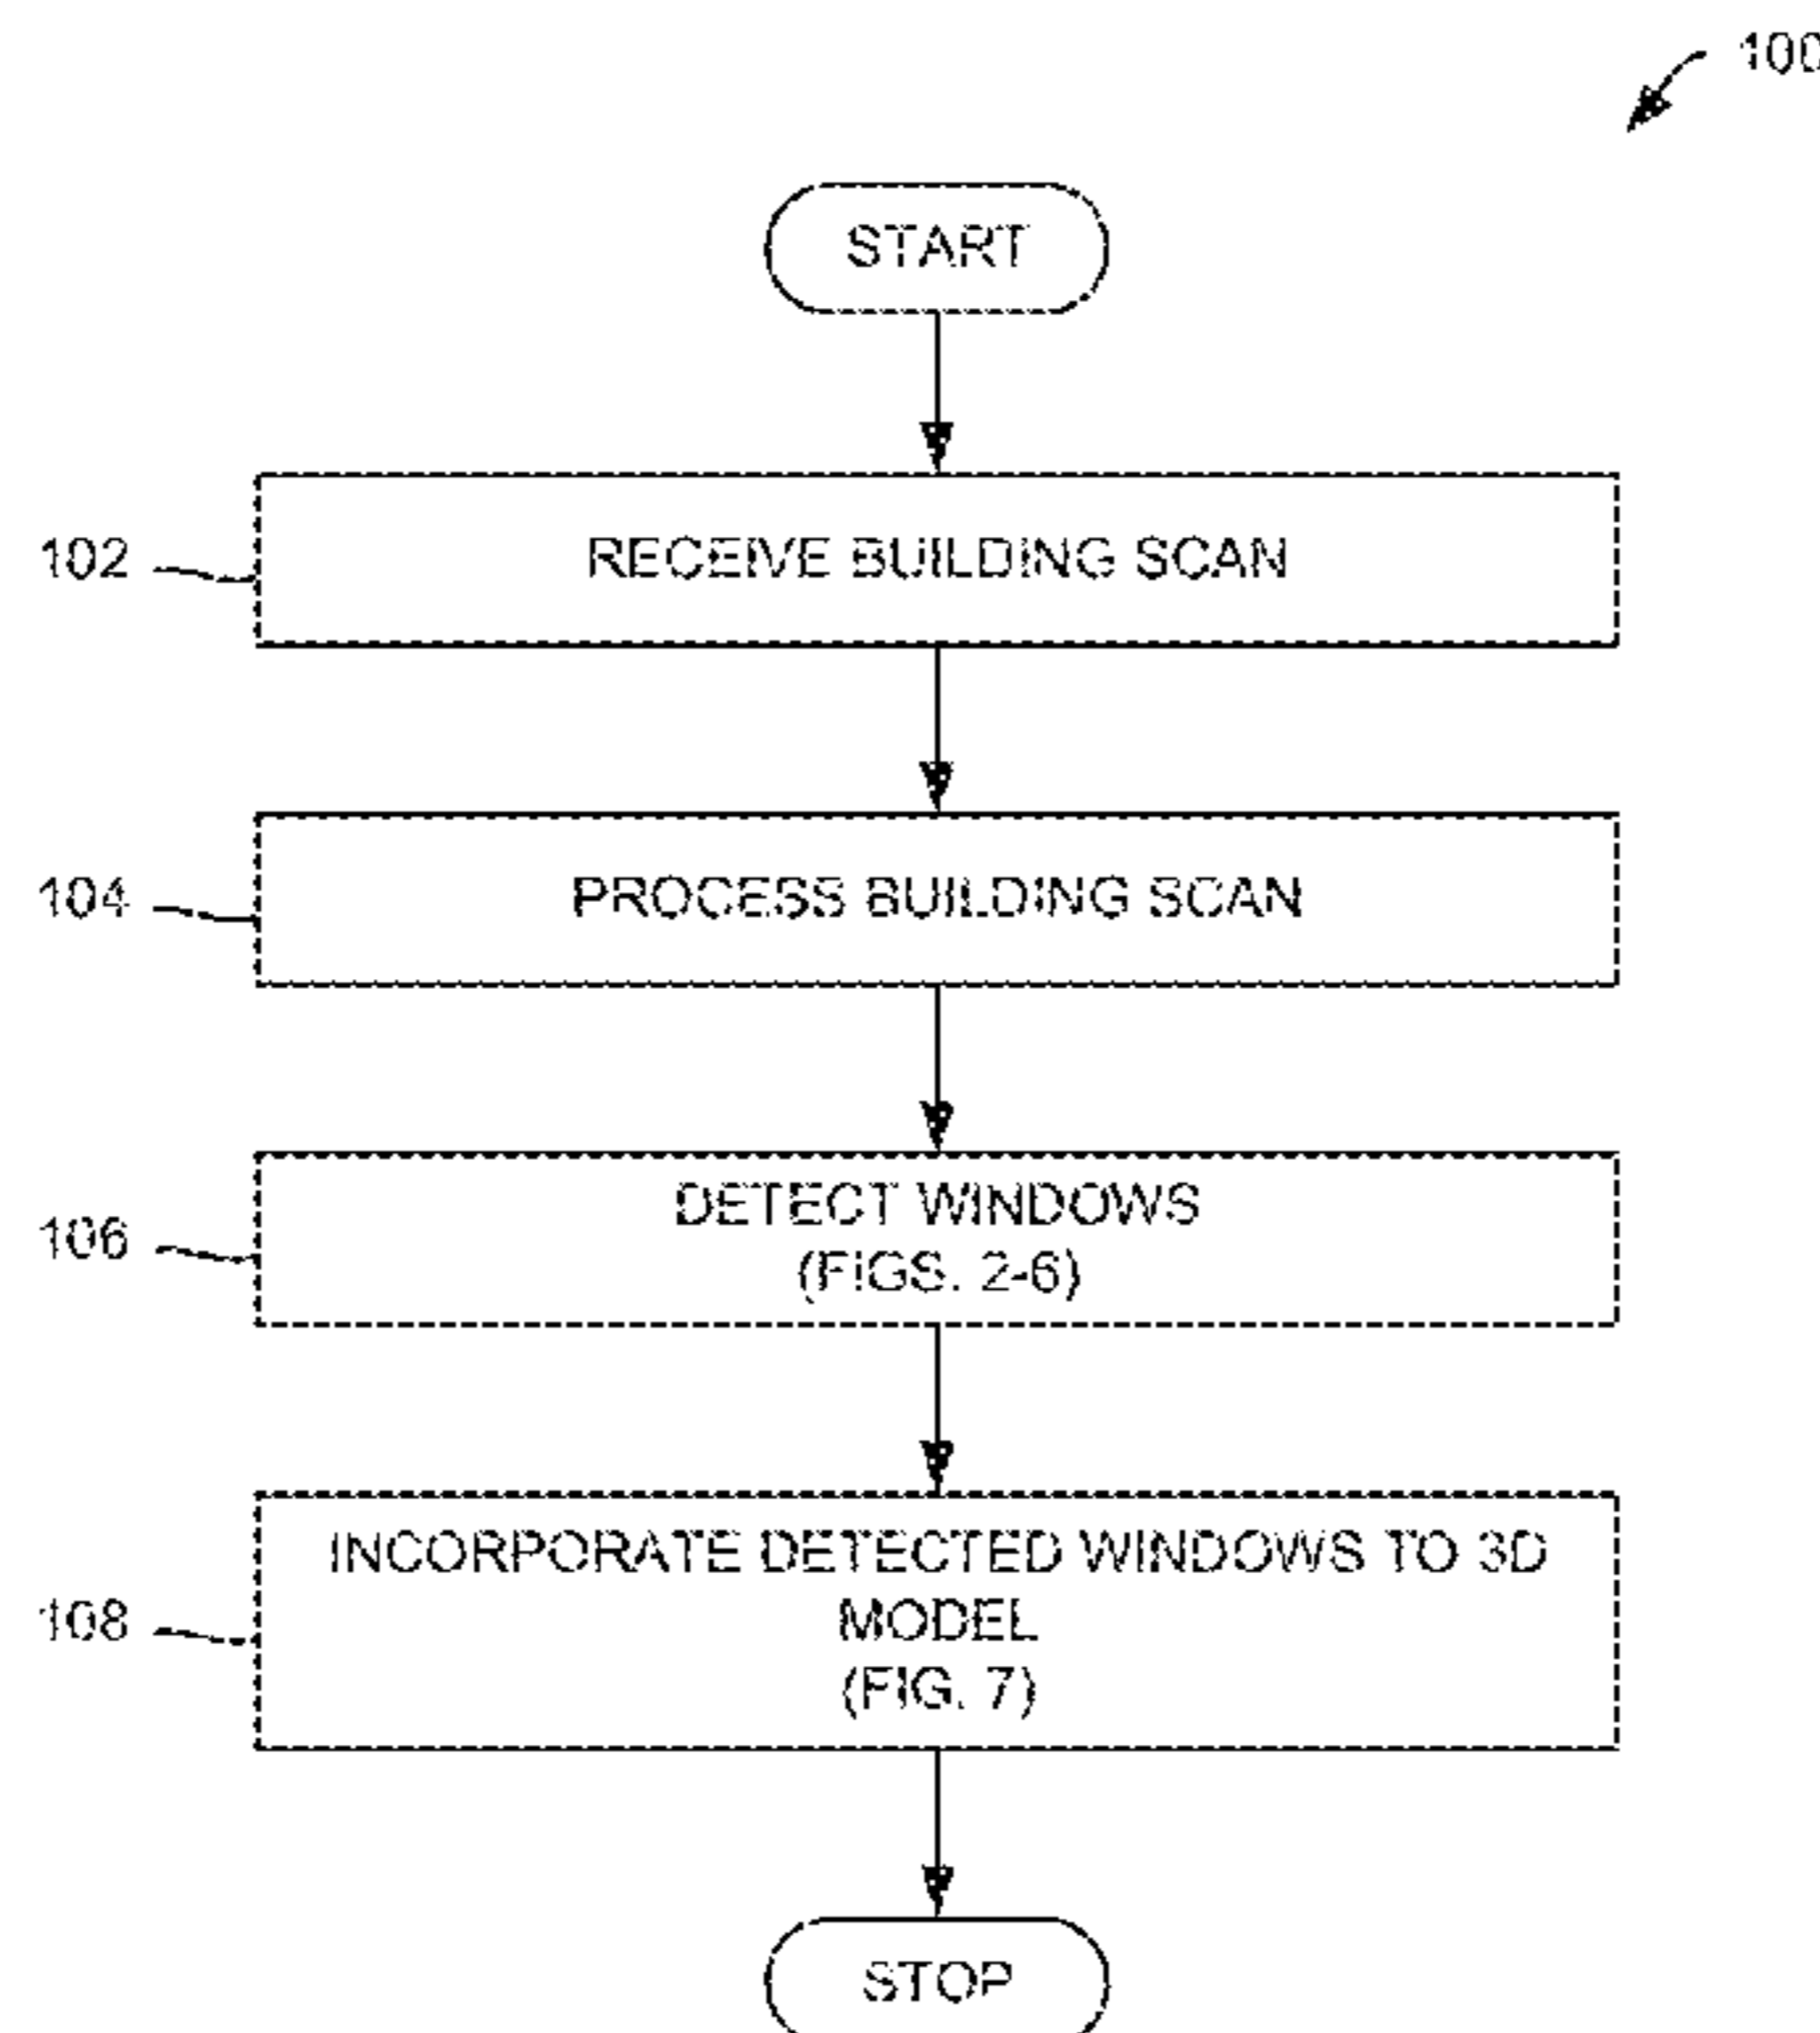 100
START
102
RECEIVE BUILDING SCAN
104
PROCESS BUILDING SCAN
106
DETECT WINDOWS
(FIGS. 2-6)
108
INCORPORATE DETECTED WINDOWS TO 3D
MODEL
(FIG. 7)
STOP